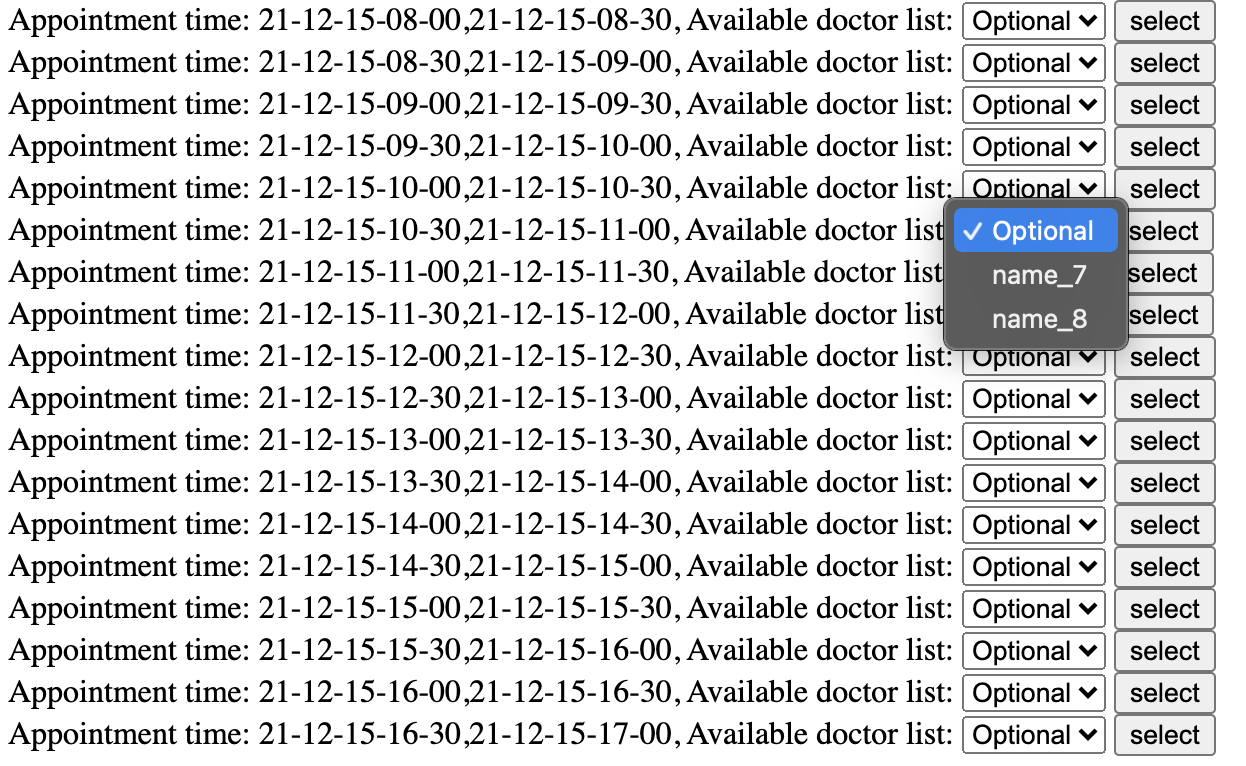 Appointment time: 21-12-15-08-00,21-12-15-08-30, Available doctor list: Optional select
Appointment time: 21-12-15-08-30,21-12-15-09-00, Available doctor list: Optional select
Appointment time: 21-12-15-09-00,21-12-15-09-30, Available doctor list: Optional select
Appointment time: 21-12-15-09-30,21-12-15-10-00, Available doctor list: Optional select
Appointment time: 21-12-15-10-00,21-12-15-10-30, Available doctor list: Optional select
Appointment time: 21-12-15-10-30,21-12-15-11-00, Available doctor list ✓ Optional select
Appointment time: 21-12-15-11-00,21-12-15-11-30, Available doctor list name_7 select
Appointment time: 21-12-15-11-30,21-12-15-12-00, Available doctor list name_8 select
Appointment time: 21-12-15-12-00,21-12-15-12-30, Available doctor list: Optional select
Appointment time: 21-12-15-12-30,21-12-15-13-00, Available doctor list: Optional select
Appointment time: 21-12-15-13-00,21-12-15-13-30, Available doctor list: Optional select
Appointment time: 21-12-15-13-30,21-12-15-14-00, Available doctor list: Optional select
Appointment time: 21-12-15-14-00,21-12-15-14-30, Available doctor list: Optional select
Appointment time: 21-12-15-14-30,21-12-15-15-00, Available doctor list: Optional select
Appointment time: 21-12-15-15-00,21-12-15-15-30, Available doctor list: Optional select
Appointment time: 21-12-15-15-30,21-12-15-16-00, Available doctor list: Optional select
Appointment time: 21-12-15-16-00,21-12-15-16-30, Available doctor list: Optional select
Appointment time: 21-12-15-16-30,21-12-15-17-00, Available doctor list: Optional select